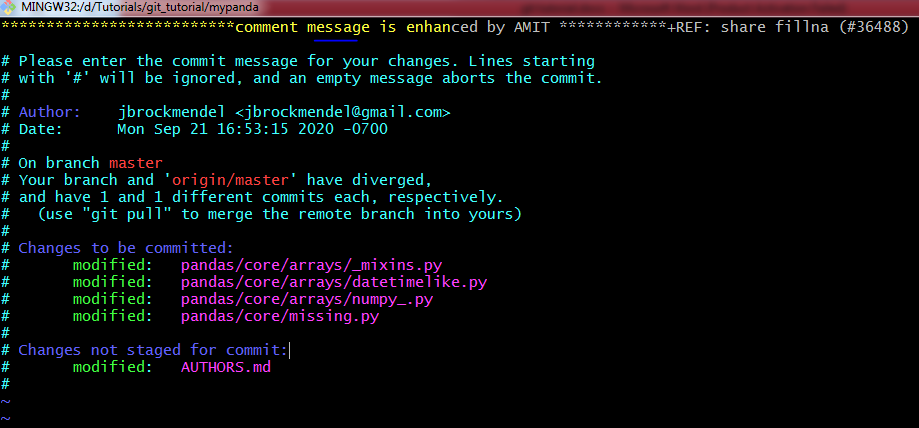 MINGW32:/d/Tutorials/git_tutorial/mypanda
**************************comment message is enhanced by AMIT ************+REF: share fillna (#36488)
# Please enter the commit message for your changes. Lines starting
# with '#' will be ignored, and an empty message aborts the commit.
#
# Author:    jbrockmendel <jbrockmendel@gmail.com>
# Date:      Mon Sep 21 16:53:15 2020 -0700
#
# On branch master
# Your branch and 'origin/master' have diverged,
# and have 1 and 1 different commits each, respectively.
#   (use "git pull" to merge the remote branch into yours)
#
# Changes to be committed:
#       modified:   pandas/core/arrays/_mixins.py
#       modified:   pandas/core/arrays/datetimelike.py
#       modified:   pandas/core/arrays/numpy_.py
#       modified:   pandas/core/missing.py
#
# Changes not staged for commit:
#       modified:   AUTHORS.md
#
~
~